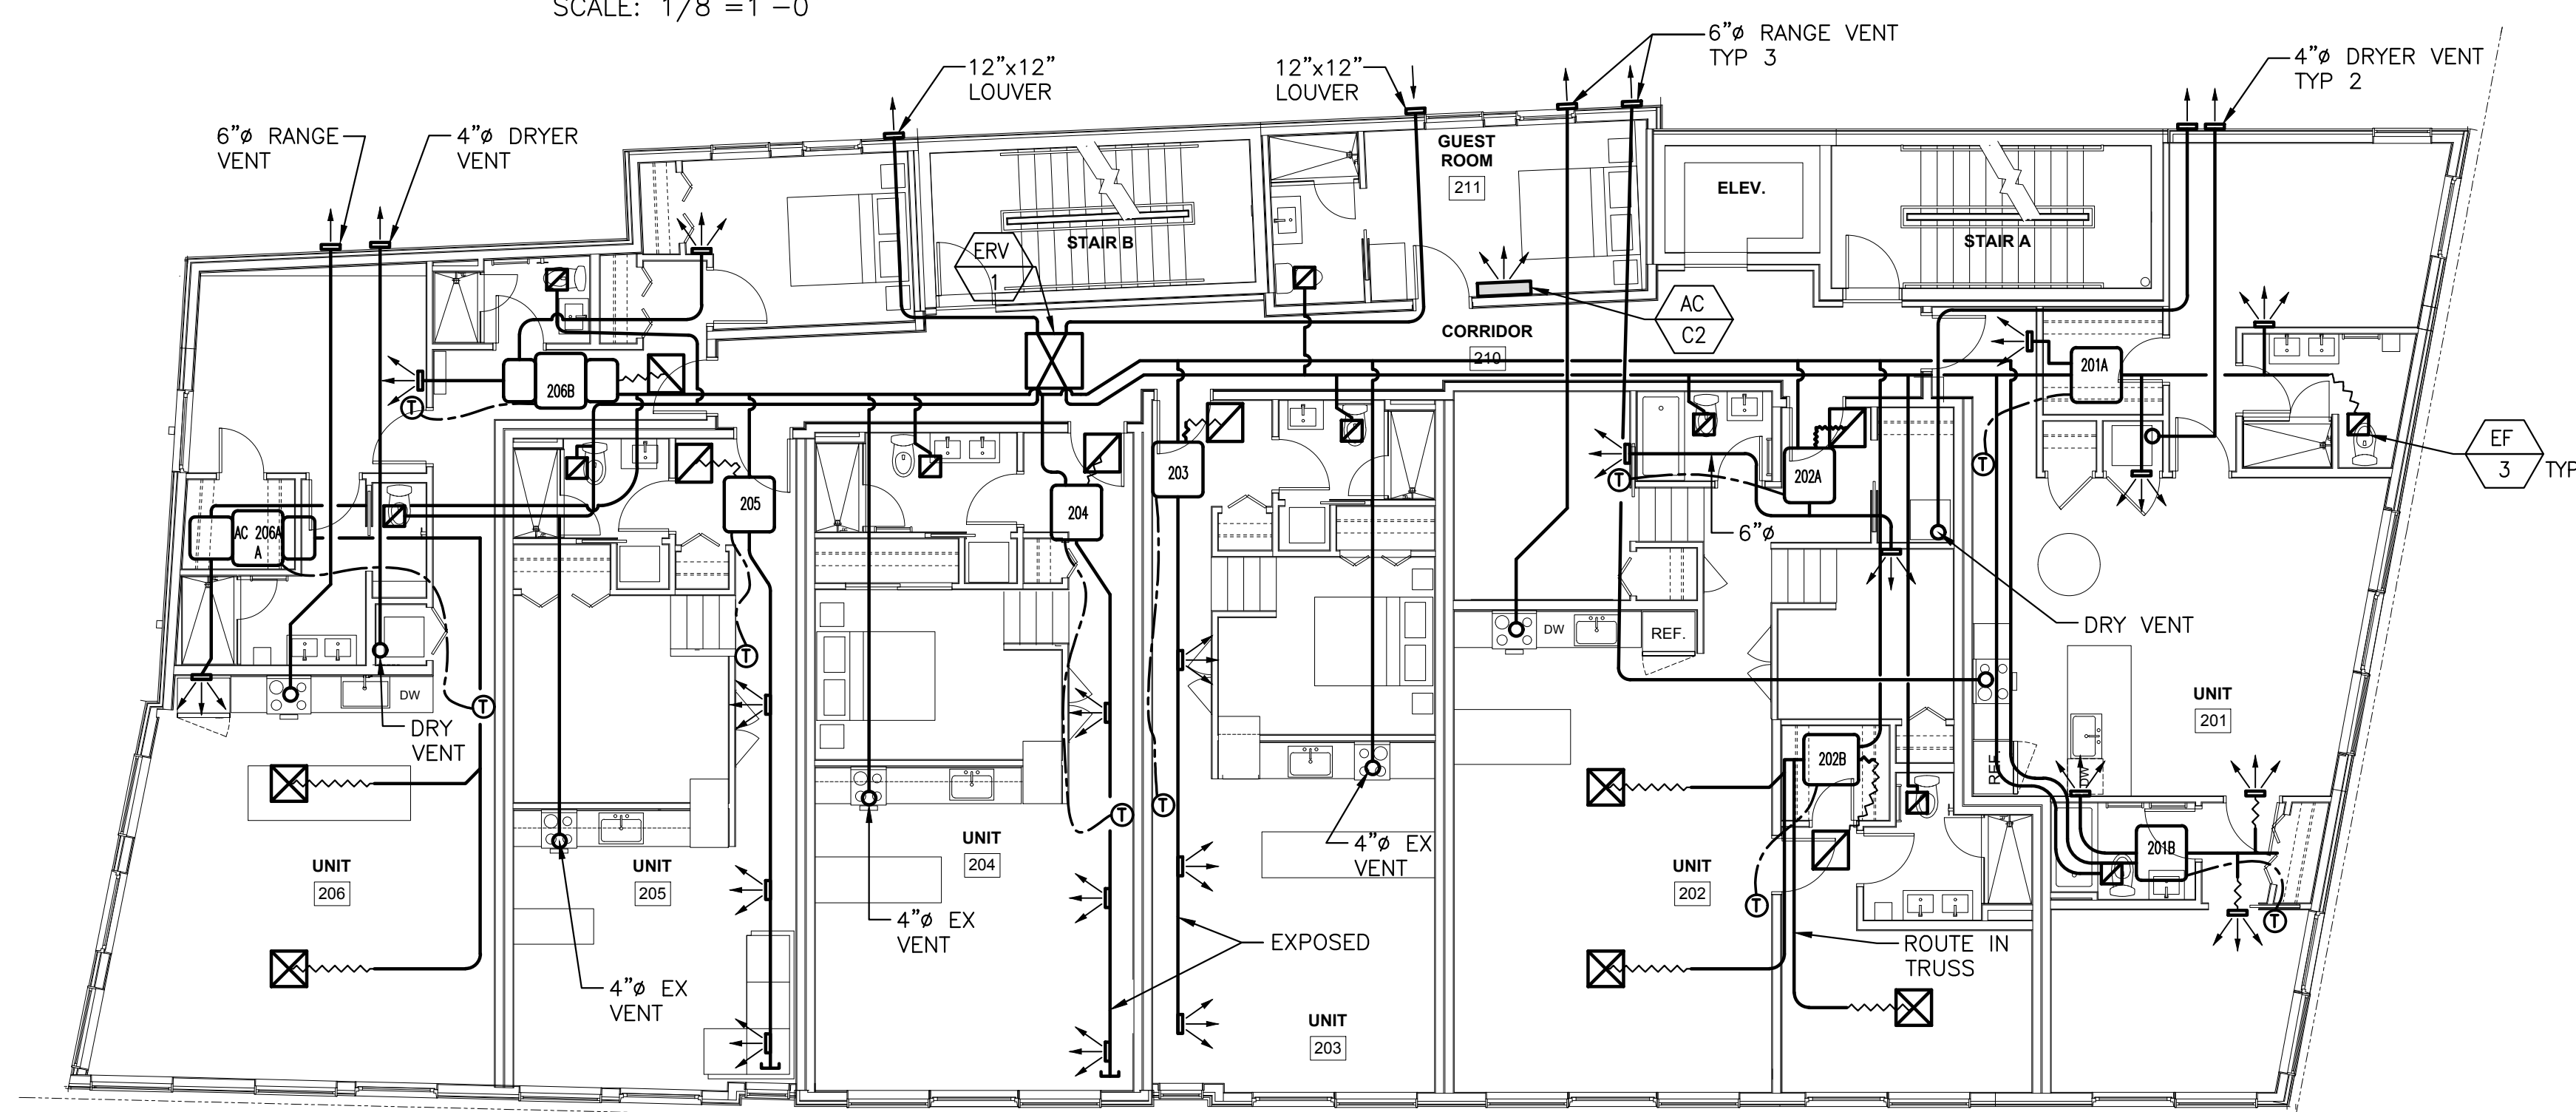 SCALE: 1/8 =1 -0
6"ø RANGE VENT
TYP 3
4"ø DRYER VENT
TYP 2
12"x12"
LOUVER
12"x12"
LOUVER
6"ø RANGE
VENT
4"ø DRYER
VENT
GUEST
ROOM
211
ELEV.
STAIR B
STAIR A
ERV
1
AC
C2
CORRIDOR
210
206B
201A
EF
3
TYP
203
202A
205
204
AC 206A
A
6"ø
T
T
T
T
T
T
T
T
T
T
DRY VENT
DW
REF.
DW
DRY
VENT
UNIT
201
REF.
DW
202B
201B
4"ø EX
VENT
UNIT
206
UNIT
205
UNIT
204
UNIT
202
4"ø EX
VENT
EXPOSED
ROUTE IN
TRUSS
4"ø EX
VENT
UNIT
203